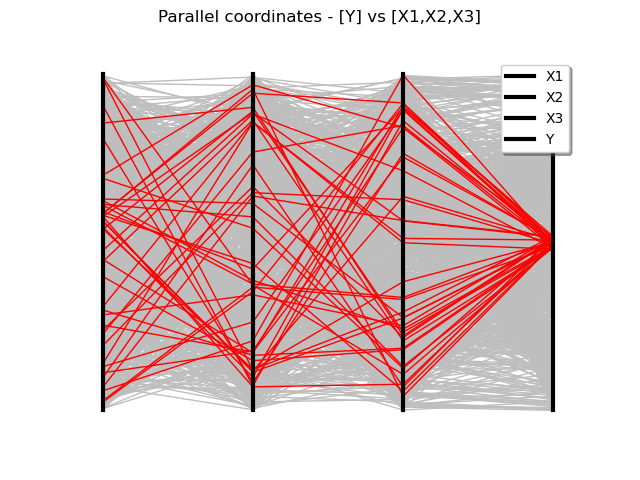 Parallel coordinates - [Y] vs [X1,X2,X3]
X1
X2
X3
Y